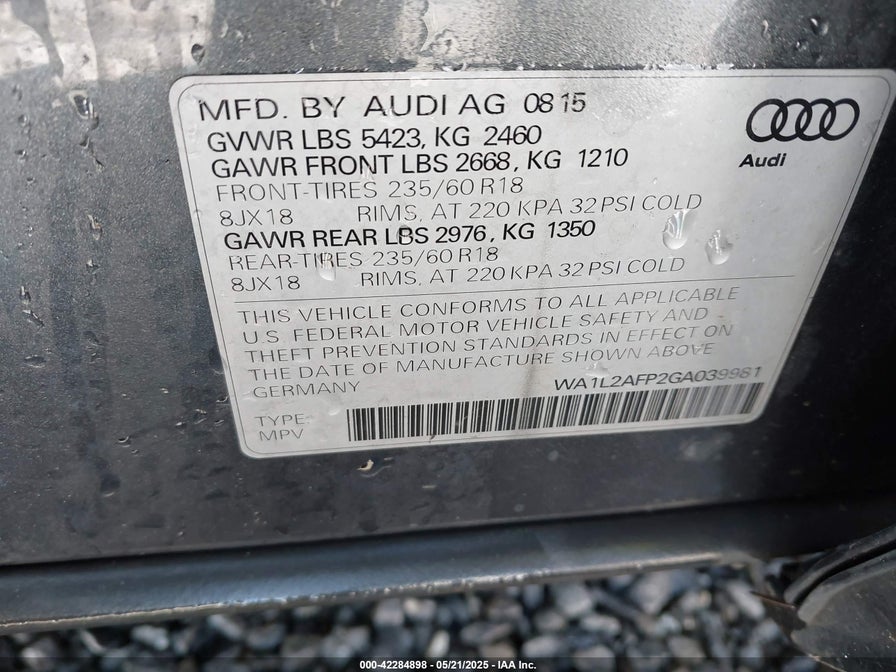 MFD. BY AUDI AG 0815
GVWR LBS 5423, KG 2460
GAWR FRONT LBS 2668, KG 1210
FRONT-TIRES 235/60 R18
8JX18 RIMS, AT 220 KPA 32 PSI COLD
GAWR REAR LBS 2976, KG 1350
REAR-TIRES 235/60 R18
8JX18 RIMS, AT 220 KPA 32 PSI COLD
Audi
THIS VEHICLE CONFORMS TO ALL APPLICABLE
U.S. FEDERAL MOTOR VEHICLE SAFETY AND
THEFT PREVENTION STANDARDS IN EFFECT ON
THE DATE OF MANUFACTURE SHOWN ABOVE
GERMANY WA1L2AFP2GA039981
TYPE:
MPV
000-42284898 - 05/21/2025 - IAA Inc.